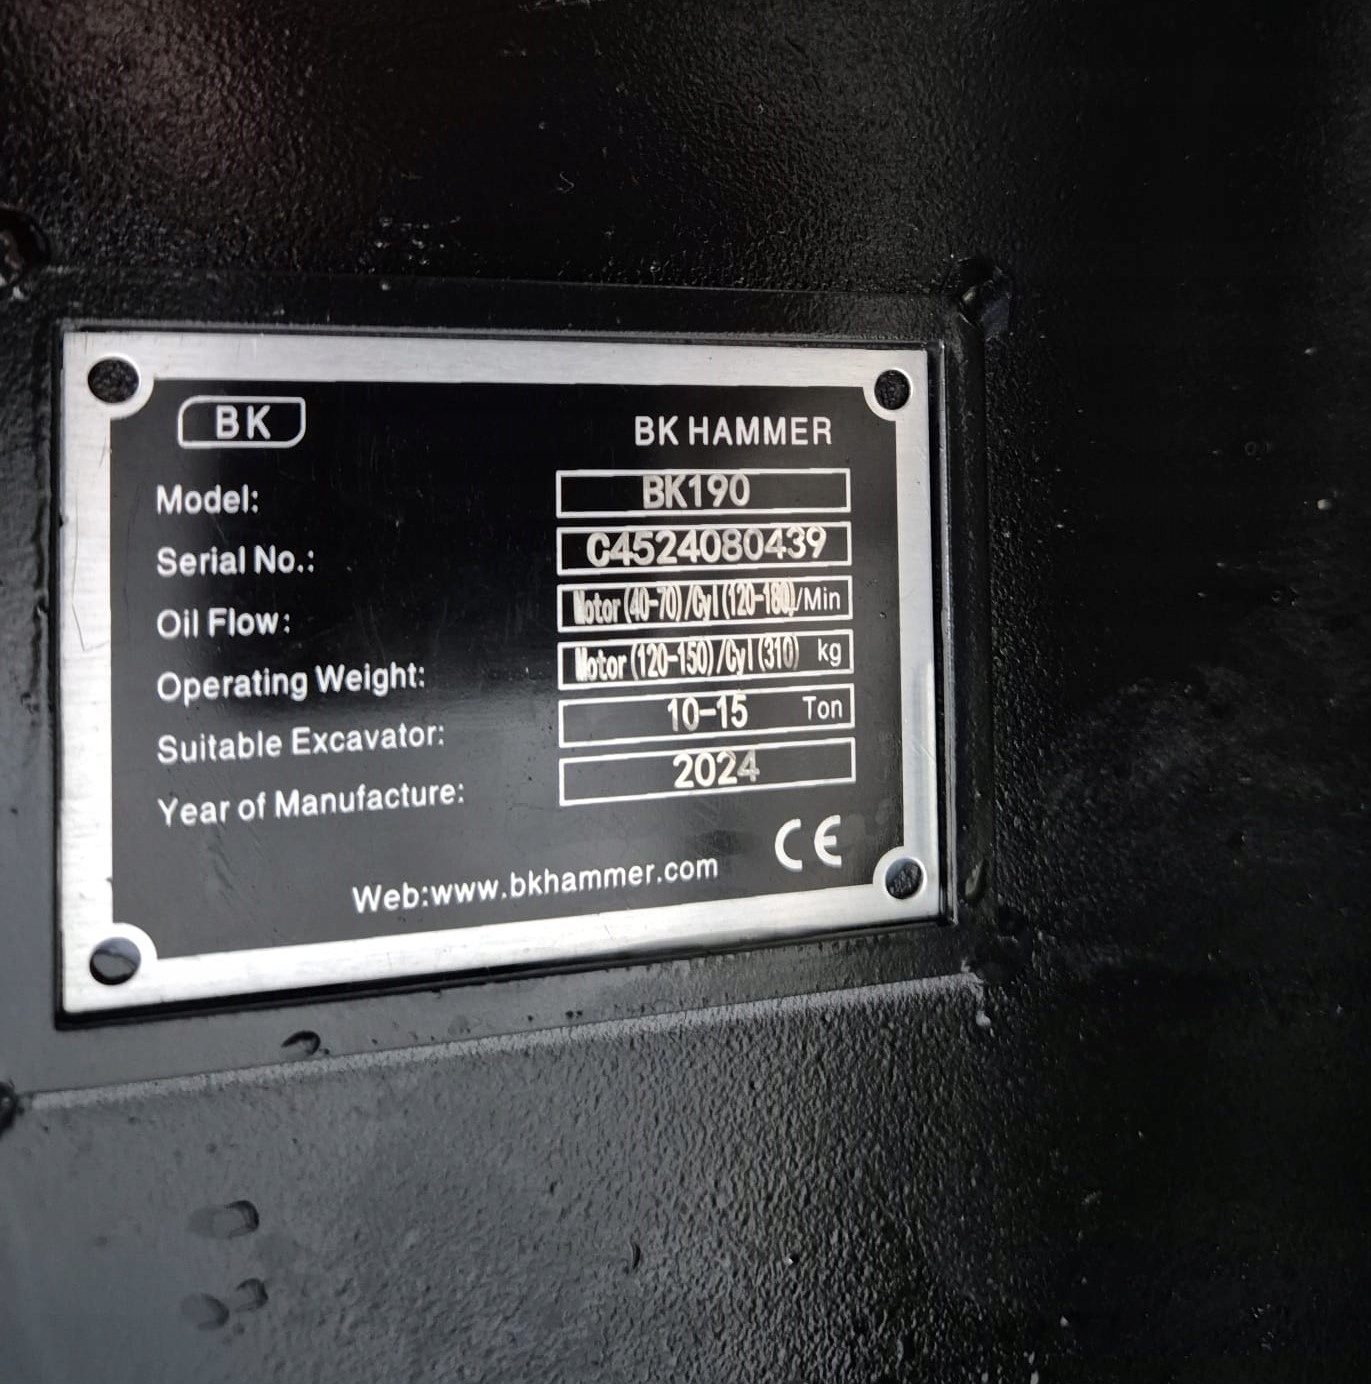 BK BK HAMMER
Model: BK190
Serial No.: C4524080439
Oil Flow: Motor(40-70)/Cyl(120-180)/Min
Operating Weight: Motor(120-150)/Cyl(310) kg
Suitable Excavator: 10-15 Ton
Year of Manufacture: 2024
CE
Web:www.bkhammer.com